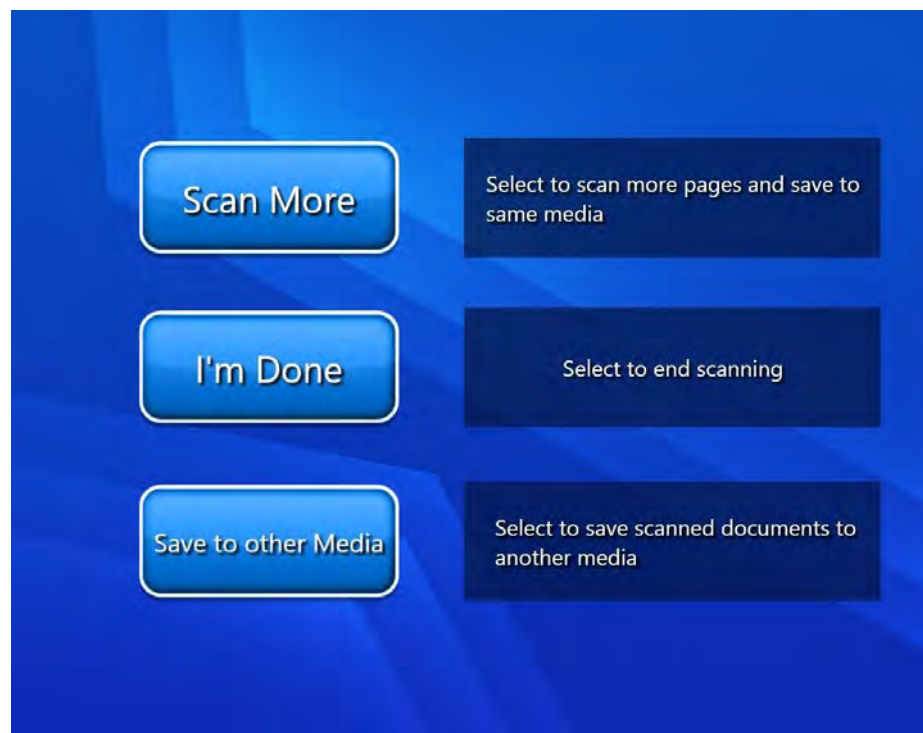 Scan More
Select to scan more pages and save to
same media
I'm Done
Select to end scanning
Save to other Media
Select to save scanned documents to
another media